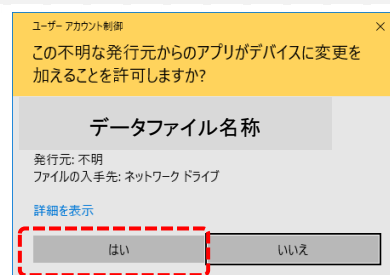 ユーザー アカウント制御
この不明な発行元からのアプリがデバイスに変更を
加えることを許可しますか?
データファイル名称
発行元: 不明
ファイルの入手先: ネットワーク ドライブ
詳細を表示
はい
いいえ